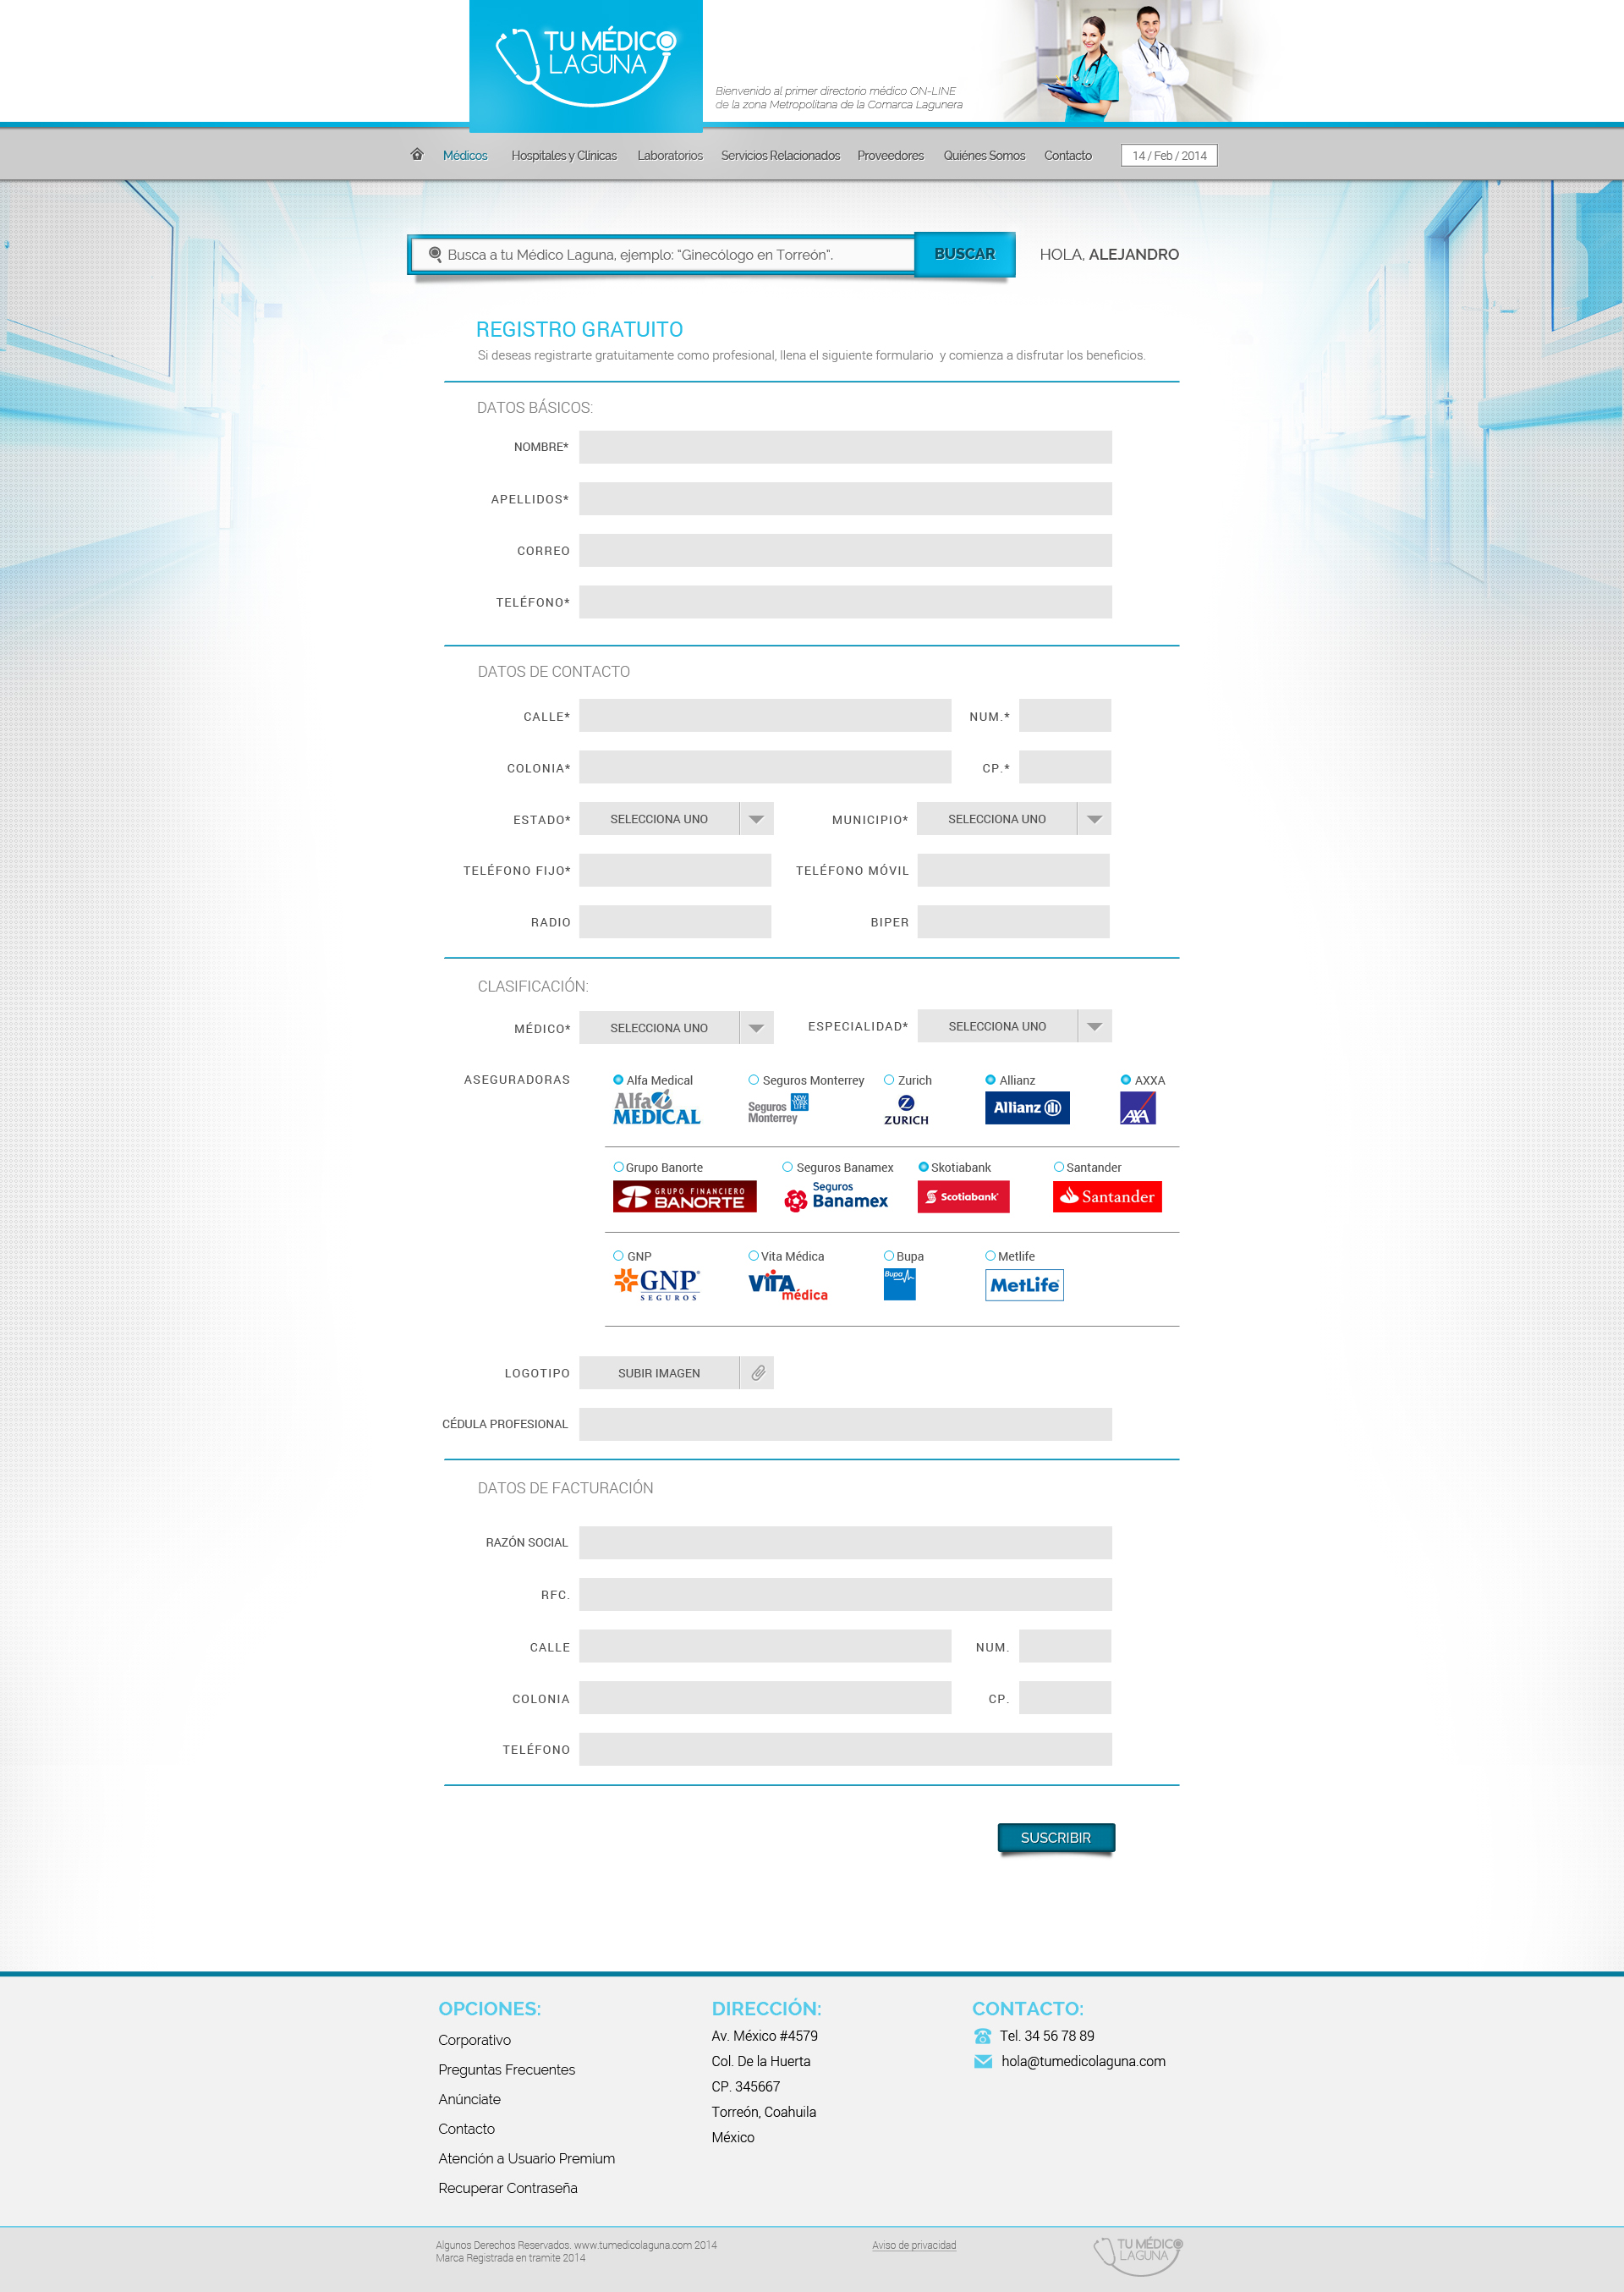 TU MÉDICO
LAGUNA
Bienvenido al primer directorio médico ON-LINE
de la zona Metropolitana de la Comarca Lagunera
Médicos Hospitales y Clínicas Laboratorios Servicios Relacionados Proveedores Quiénes Somos Contacto 14 / Feb / 2014
Busca a tu Médico Laguna, ejemplo: "Ginecólogo en Torreón". BUSCAR HOLA, ALEJANDRO
REGISTRO GRATUITO
Si deseas registrarte gratuitamente como profesional, llena el siguiente formulario y comienza a disfrutar los beneficios.
DATOS BÁSICOS:
NOMBRE*
APELLIDOS*
CORREO
TELÉFONO*
DATOS DE CONTACTO
CALLE* NUM.*
COLONIA* CP.*
ESTADO* SELECCIONA UNO MUNICIPIO* SELECCIONA UNO
TELÉFONO FIJO* TELÉFONO MÓVIL
RADIO BIPER
CLASIFICACIÓN:
MÉDICO* SELECCIONA UNO ESPECIALIDAD* SELECCIONA UNO
ASEGURADORAS Alfa Medical Seguros Monterrey Zurich Allianz AXXA
Alfa MEDICAL Seguros Monterrey NEW YORK LIFE ZURICH Allianz AXA
Grupo Banorte Seguros Banamex Skotiabank Santander
GRUPO FINANCIERO BANORTE Seguros Banamex Scotiabank Santander
GNP Vita Médica Bupa Metlife
GNP SEGUROS VITA médica Bupa MetLife
LOGOTIPO SUBIR IMAGEN
CÉDULA PROFESIONAL
DATOS DE FACTURACIÓN
RAZÓN SOCIAL
RFC.
CALLE NUM.
COLONIA CP.
TELÉFONO
SUSCRIBIR
OPCIONES:
Corporativo
Preguntas Frecuentes
Anúnciate
Contacto
Atención a Usuario Premium
Recuperar Contraseña
DIRECCIÓN:
Av. México #4579
Col. De la Huerta
CP. 345667
Torreón, Coahuila
México
CONTACTO:
Tel. 34 56 78 89
hola@tumedicolaguna.com
Algunos Derechos Reservados. www.tumedicolaguna.com 2014
Marca Registrada en tramite 2014
Aviso de privacidad
TU MÉDICO
LAGUNA